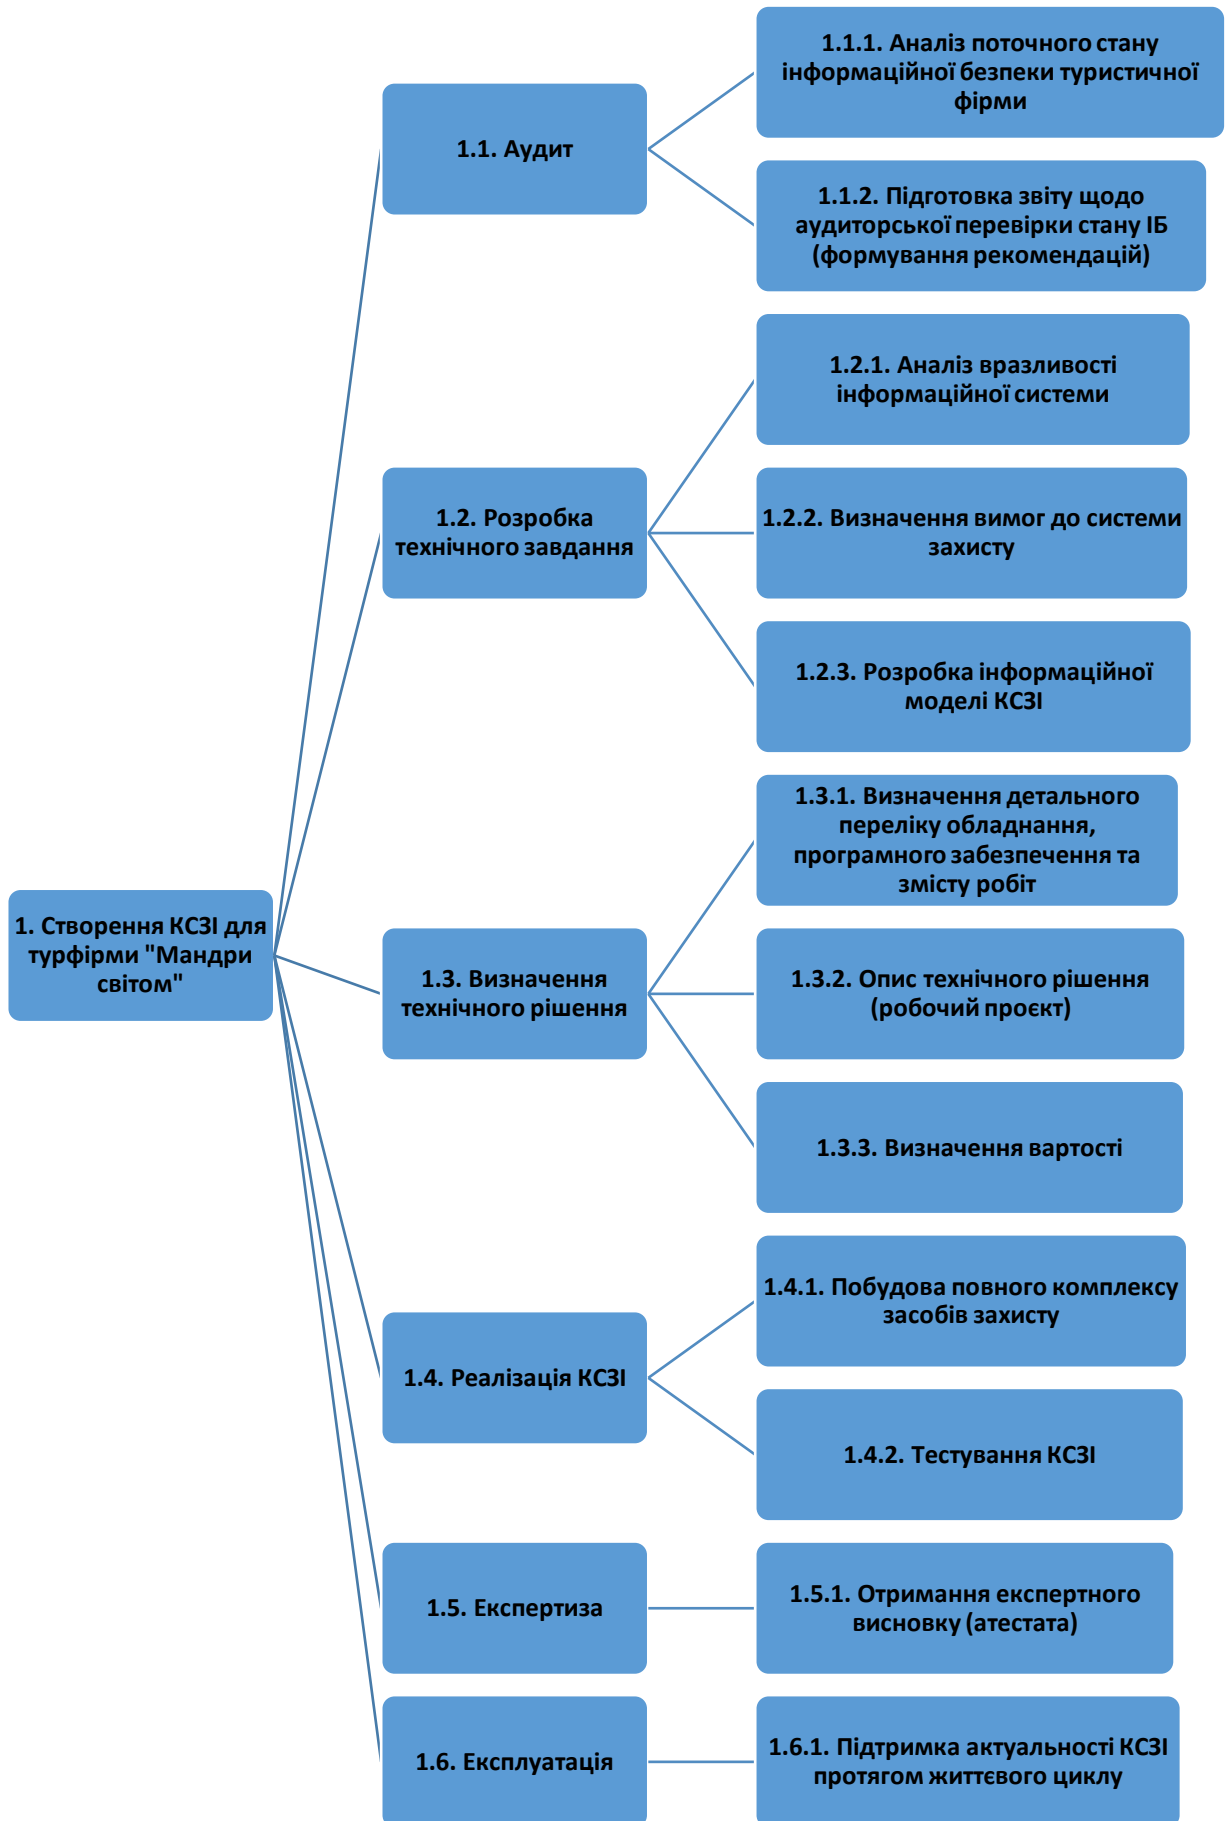 1. Створення КСЗІ для
турфірми "Мандри
світом"
1.1. Аудит
1.1.1. Аналіз поточного стану
інформаційної безпеки туристичної
фірми
1.1.2. Підготовка звіту щодо
аудиторської перевірки стану ІБ
(формування рекомендацій)
1.2. Розробка
технічного завдання
1.2.1. Аналіз вразливості
інформаційної системи
1.2.2. Визначення вимог до системи
захисту
1.2.3. Розробка інформаційної
моделі КСЗІ
1.3. Визначення
технічного рішення
1.3.1. Визначення детального
переліку обладнання,
програмного забезпечення та
змісту робіт
1.3.2. Опис технічного рішення
(робочий проєкт)
1.3.3. Визначення вартості
1.4. Реалізація КСЗІ
1.4.1. Побудова повного комплексу
засобів захисту
1.4.2. Тестування КСЗІ
1.5. Експертиза
1.5.1. Отримання експертного
висновку (атестата)
1.6. Експлуатація
1.6.1. Підтримка актуальності КСЗІ
протягом життєвого циклу